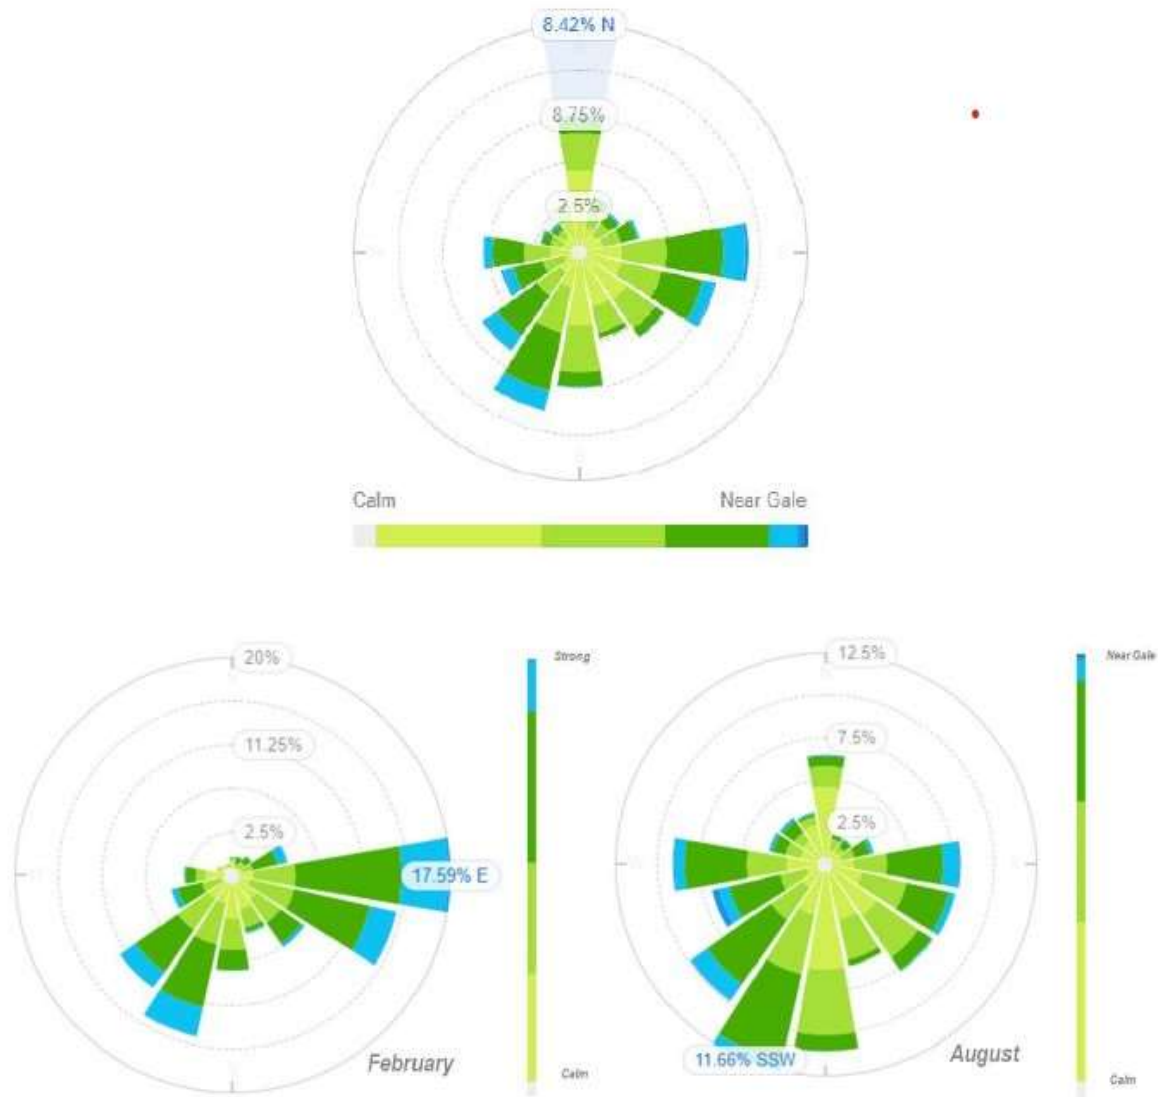 8.42% N
8.75%
2.5%
Calm
Near Gale
20%
11.25%
2.5%
17.59% E
Strong
Calm
February
12.5%
7.5%
2.5%
11.66% SSW
Near Gale
Calm
August